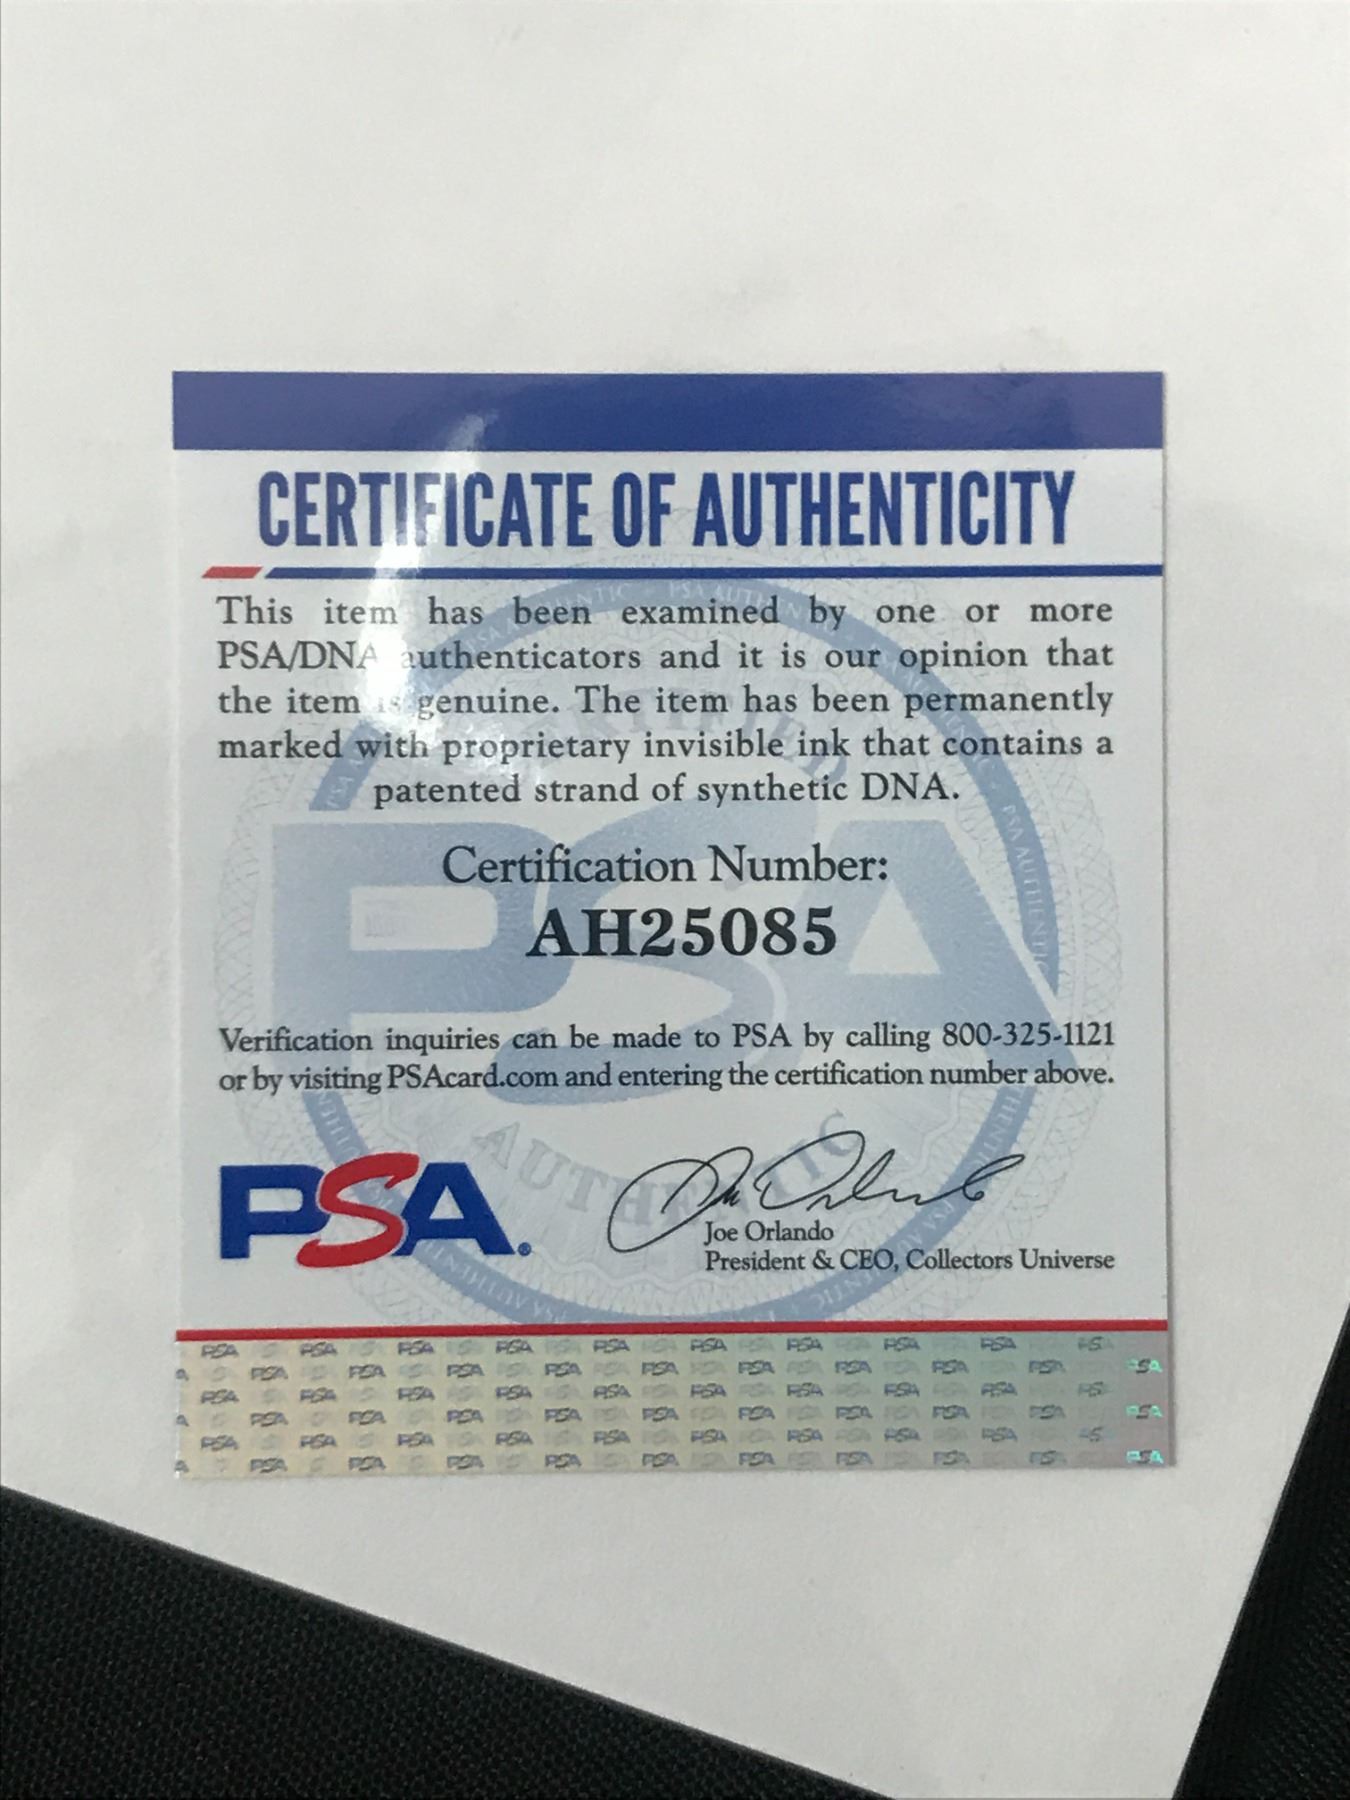 CERTIFICATE OF AUTHENTICITY
This item has been examined by one or more
PSA/DNA authenticators and it is our opinion that
the item is genuine. The item has been permanently
marked with proprietary invisible ink that contains a
patented strand of synthetic DNA.
Certification Number:
AH25085
Verification inquiries can be made to PSA by calling 800-325-1121
or by visiting PSAcard.com and entering the certification number above.
PSA®
Joe Orlando
President & CEO, Collectors Universe